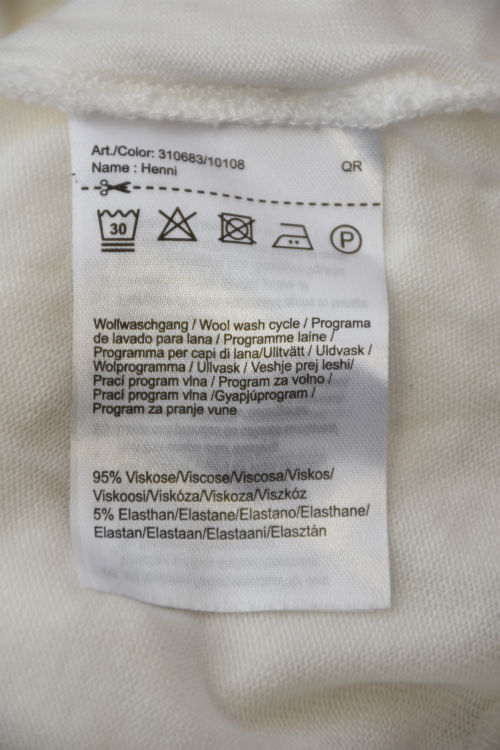 Art./Color: 310683/10108
Name : Henni
QR
30
P
Wollwaschgang / Wool wash cycle / Programa
de lavado para lana / Programme laine /
Programma per capi di lana/Ulltvätt / Uldvask /
Wolprogramma / Ullvask / Veshje prej leshi/
Prací program vlna / Program za volno /
Prací program vlna /Gyapjúprogram /
Program za pranje vune
95% Viskose/Viscose/Viscosa/Viskos/
Viskoosi/Viskóza/Viskoza/Viszkóz
5% Elasthan/Elastane/Elastano/Elasthane/
Elastan/Elastaan/Elastaani/Elasztán